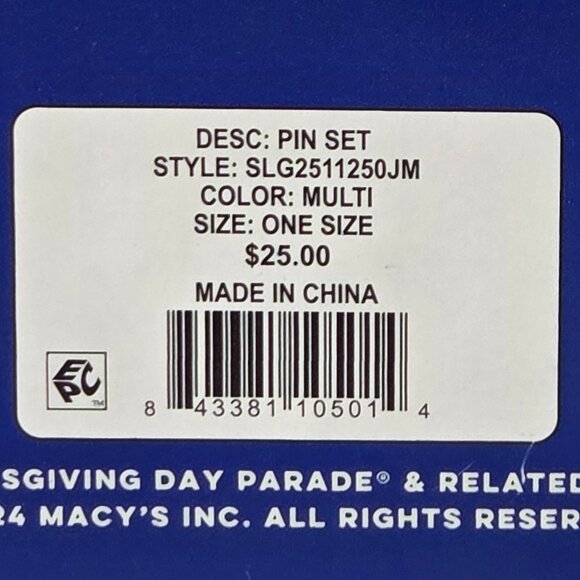 DESC: PIN SET
STYLE: SLG2511250JM
COLOR: MULTI
SIZE: ONE SIZE
$25.00
MADE IN CHINA
EPC™
8 43381 10501 4
SGIVING DAY PARADE® & RELATED
24 MACY'S INC. ALL RIGHTS RESER